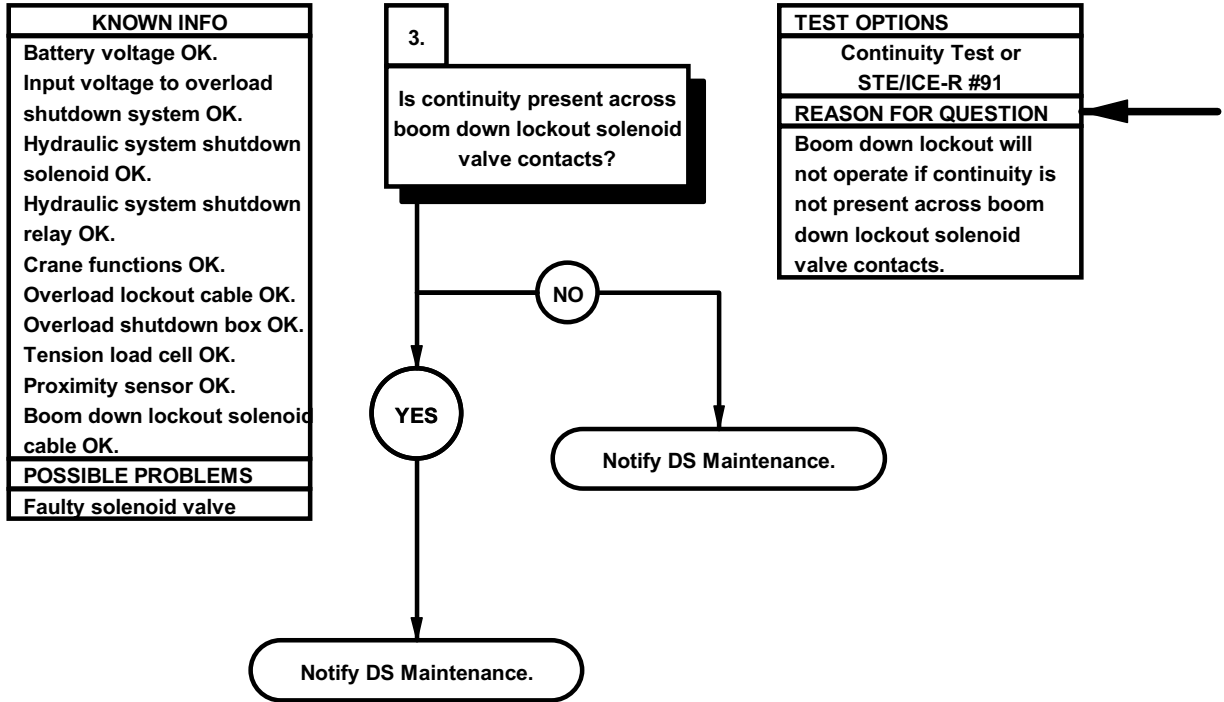 KNOWN INFO
Battery voltage OK.
Input voltage to overload
shutdown system OK.
Hydraulic system shutdown
solenoid OK.
Hydraulic system shutdown
relay OK.
Crane functions OK.
Overload lockout cable OK.
Overload shutdown box OK.
Tension load cell OK.
Proximity sensor OK.
Boom down lockout solenoid
cable OK.
POSSIBLE PROBLEMS
Faulty solenoid valve
3.
Is continuity present across
boom down lockout solenoid
valve contacts?
NO
YES
Notify DS Maintenance.
Notify DS Maintenance.
TEST OPTIONS
Continuity Test or
STE/ICE-R #91
REASON FOR QUESTION
Boom down lockout will
not operate if continuity is
not present across boom
down lockout solenoid
valve contacts.